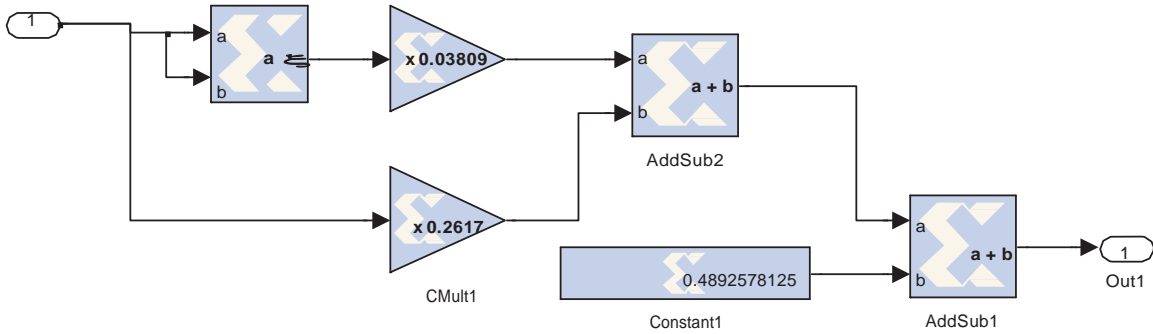 1
a
b
a
x 0.03809
a
b
a + b
AddSub2
x 0.2617
CMult1
0.4892578125
Constant1
a
b
a + b
AddSub1
1
Out1